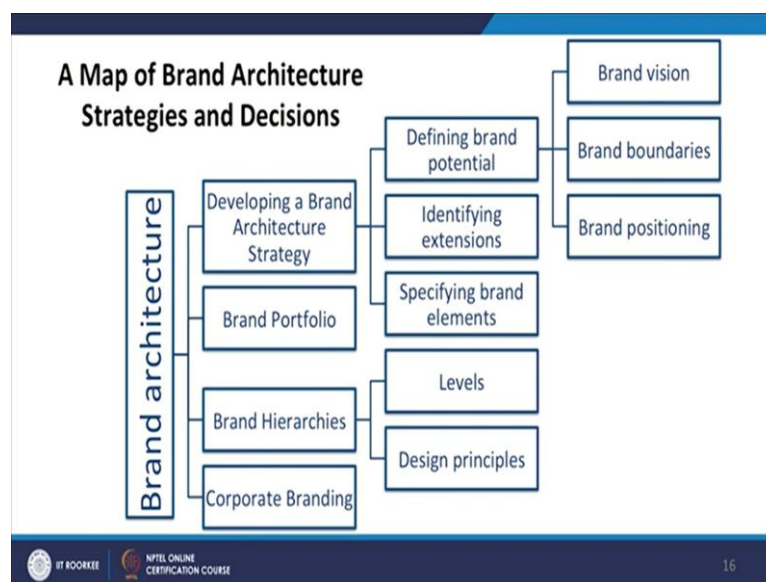 A Map of Brand Architecture
Strategies and Decisions
Brand architecture
Developing a Brand
Architecture
Strategy
Brand Portfolio
Brand Hierarchies
Corporate Branding
Defining brand
potential
Identifying
extensions
Specifying brand
elements
Levels
Design principles
Brand vision
Brand boundaries
Brand positioning
IIT ROORKEE
NPTEL ONLINE
CERTIFICATION COURSE
16